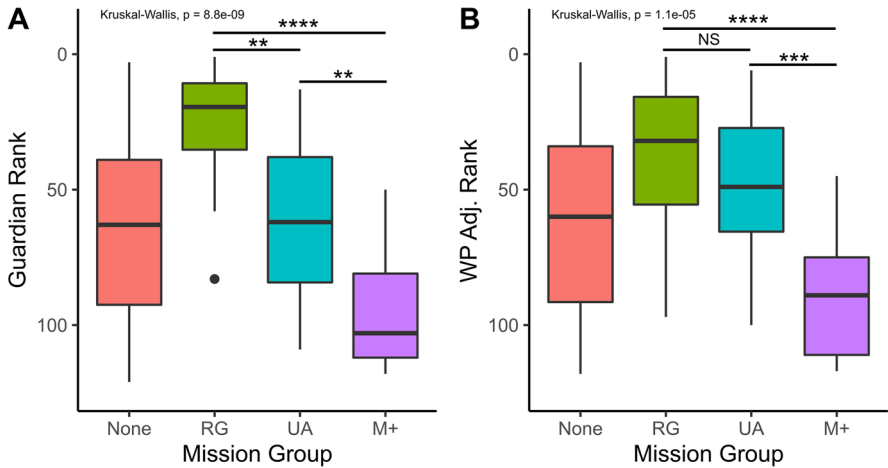 A
Kruskal-Wallis, p = 8.8e-09
****
**
**
0
50
100
Guardian Rank
None RG UA M+
Mission Group
B
Kruskal-Wallis, p = 1.1e-05
****
NS
***
0
50
100
WP Adj. Rank
None RG UA M+
Mission Group